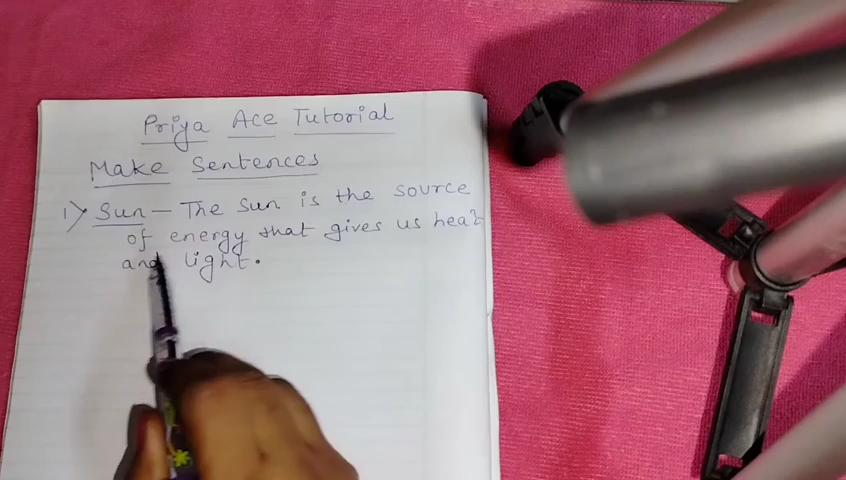 Priya Ace Tutorial
Make Sentences
1) Sun – The sun is the source
of energy that gives us heat
and light.